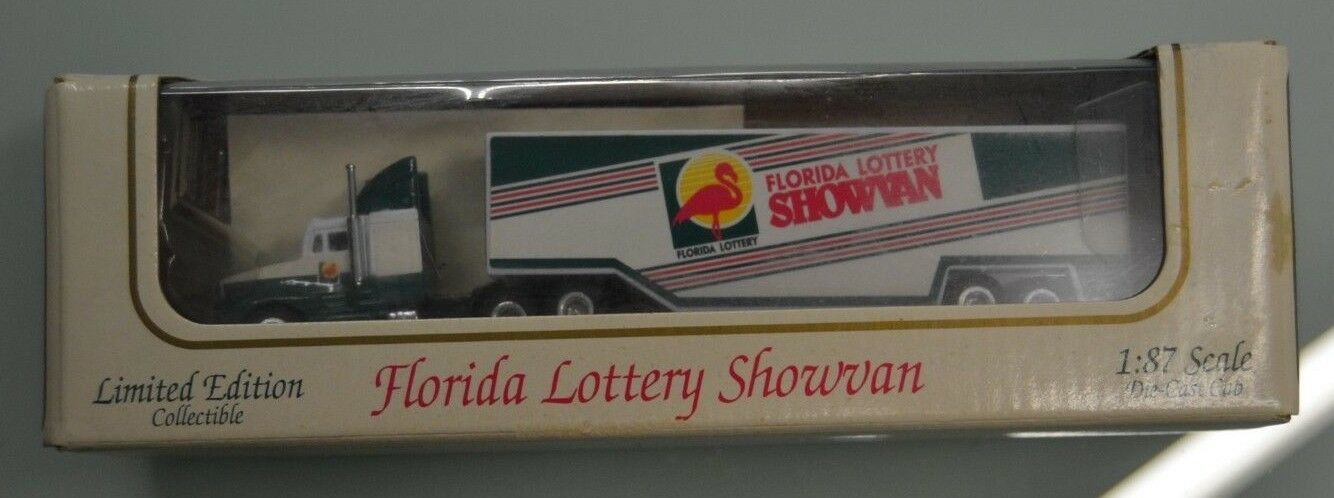 FLORIDA LOTTERY
SHOWVAN
FLORIDA LOTTERY
Limited Edition
Collectible
Florida Lottery Showvan
1:87 Scale
Die-Cast Cab